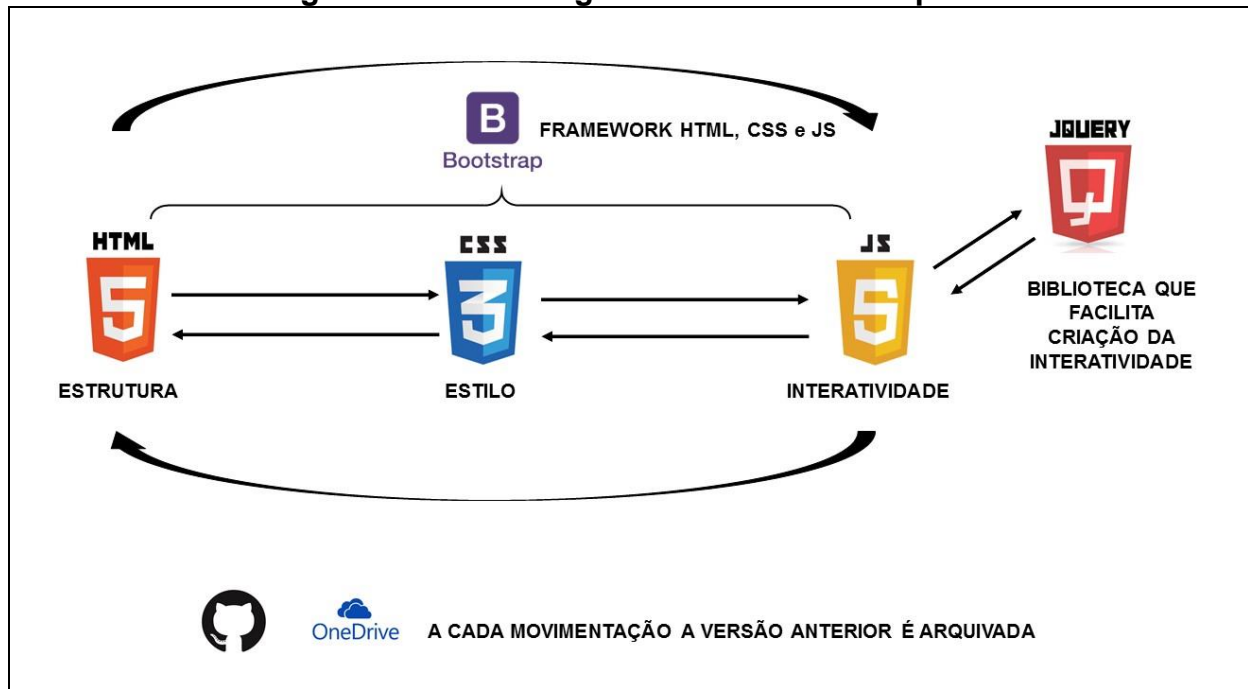 FRAMEWORK HTML, CSS e JS
B
Bootstrap
JQUERY
HTML
5
CSS
3
JS
5
BIBLIOTECA QUE
FACILITA
CRIAÇÃO DA
INTERATIVIDADE
ESTRUTURA
ESTILO
INTERATIVIDADE
OneDrive
A CADA MOVIMENTAÇÃO A VERSÃO ANTERIOR É ARQUIVADA